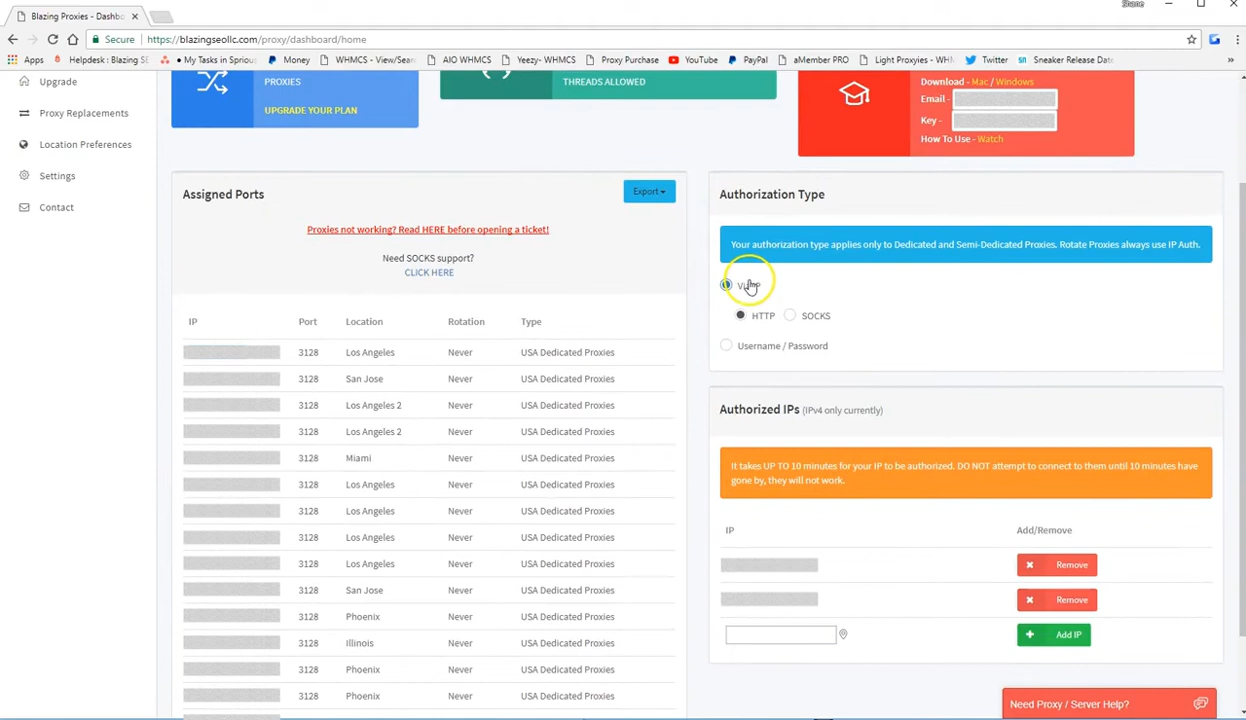 Blazing Proxies - Dashbo
Shane
Secure
https://blazingseollc.com/proxy/dashboard/home
Apps
Helpdesk : Blazing SE
My Tasks in Sprious
Money
WHMCS - View/Sear
AIO WHMCS
Yeezy- WHMCS
Proxy Purchase
YouTube
PayPal
aMember PRO
Light Proxyies - WHM
Twitter
Sneaker Release Date
»
Upgrade
Proxy Replacements
Location Preferences
Settings
Contact
PROXIES
UPGRADE YOUR PLAN
THREADS ALLOWED
Download - Mac / Windows
Email -
Key -
How To Use - Watch
Assigned Ports
Export
Proxies not working? Read HERE before opening a ticket!
Need SOCKS support?
CLICK HERE
IP Port Location Rotation Type
3128 Los Angeles Never USA Dedicated Proxies
3128 San Jose Never USA Dedicated Proxies
3128 Los Angeles 2 Never USA Dedicated Proxies
3128 Los Angeles 2 Never USA Dedicated Proxies
3128 Miami Never USA Dedicated Proxies
3128 Los Angeles Never USA Dedicated Proxies
3128 Los Angeles Never USA Dedicated Proxies
3128 Los Angeles Never USA Dedicated Proxies
3128 Los Angeles Never USA Dedicated Proxies
3128 San Jose Never USA Dedicated Proxies
3128 Phoenix Never USA Dedicated Proxies
3128 Illinois Never USA Dedicated Proxies
3128 Phoenix Never USA Dedicated Proxies
3128 Phoenix Never USA Dedicated Proxies
Authorization Type
Your authorization type applies only to Dedicated and Semi-Dedicated Proxies. Rotate Proxies always use IP Auth.
HTTP SOCKS
Username / Password
Authorized IPs (IPv4 only currently)
It takes UP TO 10 minutes for your IP to be authorized. DO NOT attempt to connect to them until 10 minutes have
gone by, they will not work.
IP Add/Remove
Remove
Remove
Add IP
Need Proxy / Server Help?